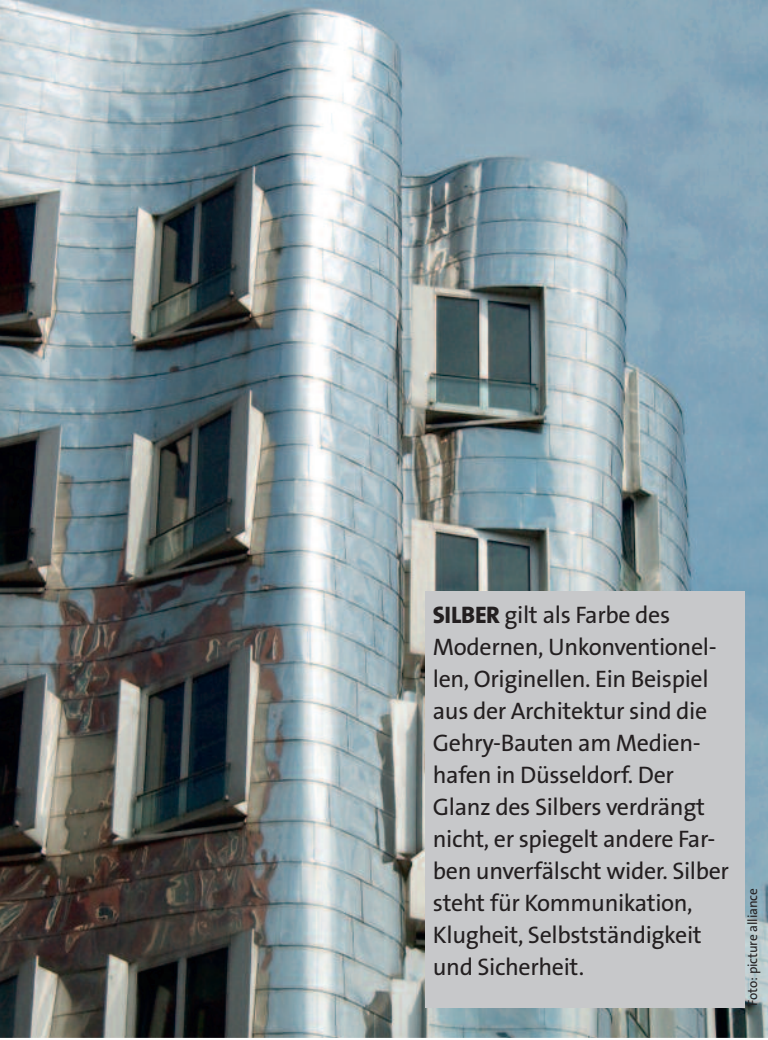 SILBER gilt als Farbe des
Modernen, Unkonventionel-
len, Originellen. Ein Beispiel
aus der Architektur sind die
Gehry-Bauten am Medien-
hafen in Düsseldorf. Der
Glanz des Silbers verdrängt
nicht, er spiegelt andere Far-
ben unverfälscht wider. Silber
steht für Kommunikation,
Klugheit, Selbstständigkeit
und Sicherheit.
Foto: picture alliance